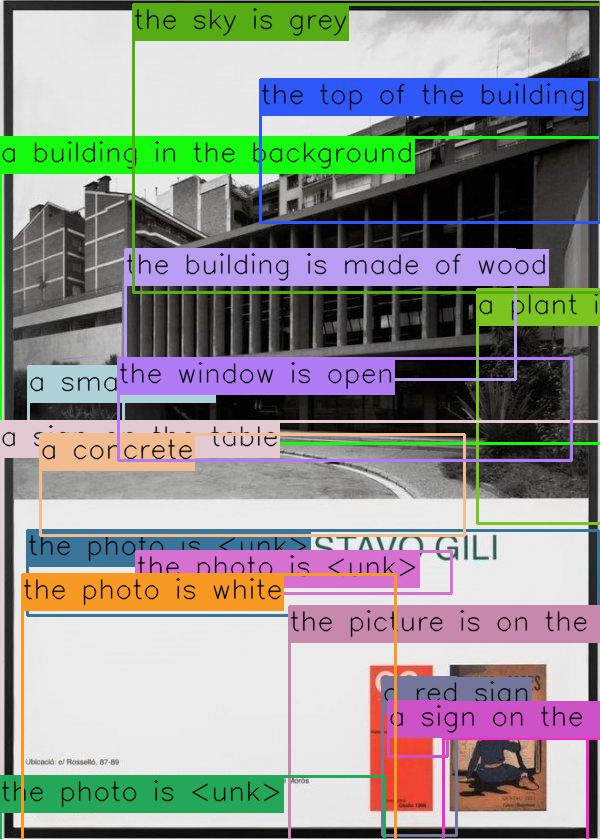 the sky is grey
the top of the building
a building in the background
the building is made of wood
a plant i
the window is open
a sma
a sign on the table
a concrete
the photo is <unk>
STAVO GILI
the photo is <unk>
the photo is white
the picture is on the
a red sign
a sign on the
Ubicació: c/ Rosselló, 87-89
Moròs
the photo is <unk>